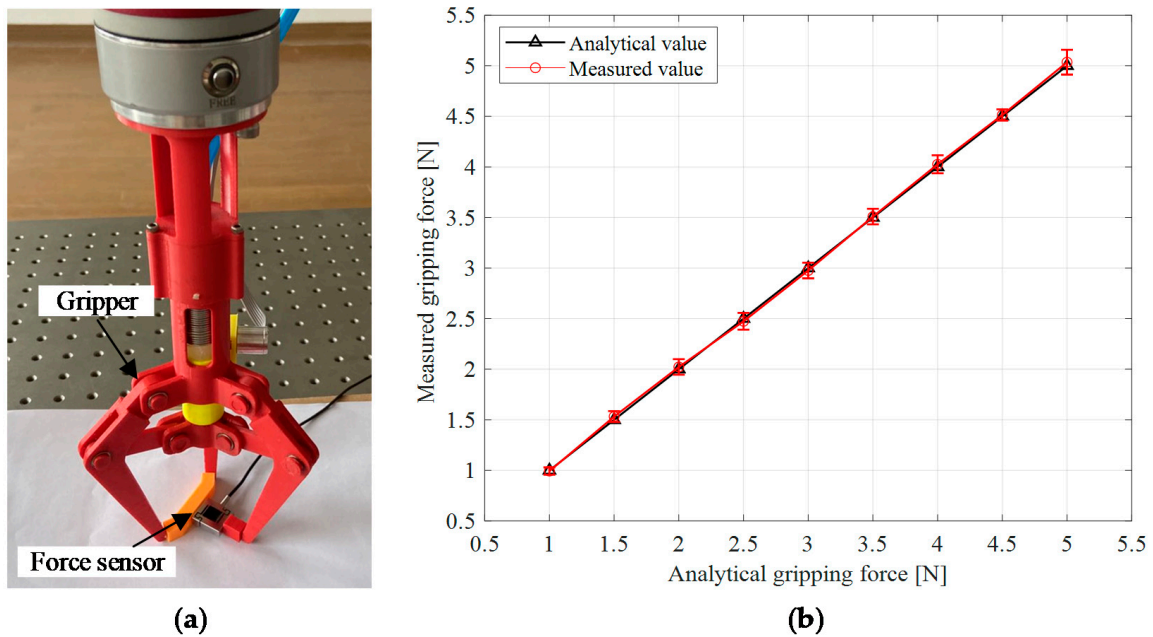 FREE
Gripper
Force sensor
(a)
Analytical value
Measured value
Measured gripping force [N]
5.5
5
4.5
4
3.5
3
2.5
2
1.5
1
0.5
0.5 1 1.5 2 2.5 3 3.5 4 4.5 5 5.5
Analytical gripping force [N]
(b)